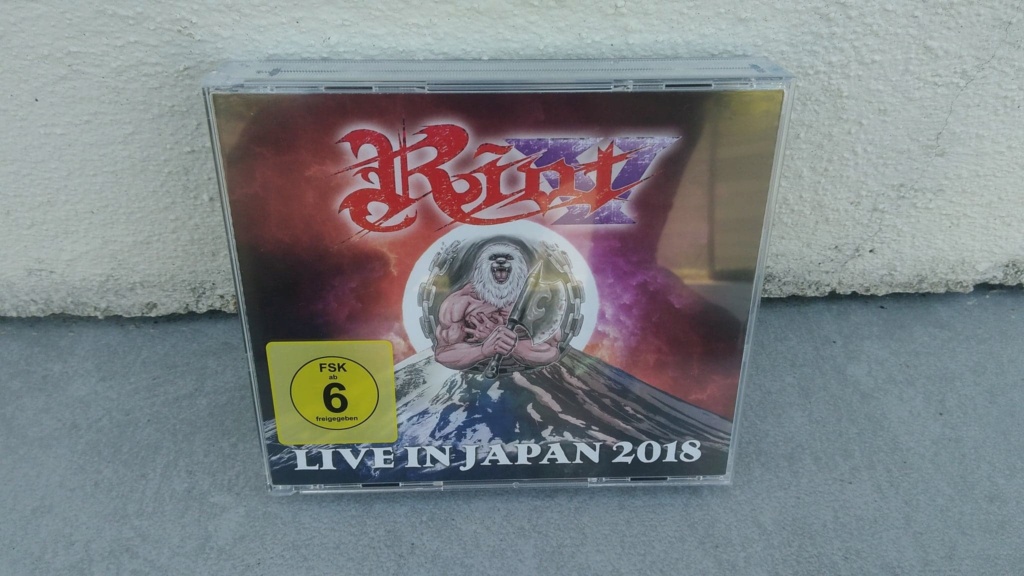 Riot V
FSK
ab
6
freigegeben
LIVE IN JAPAN 2018